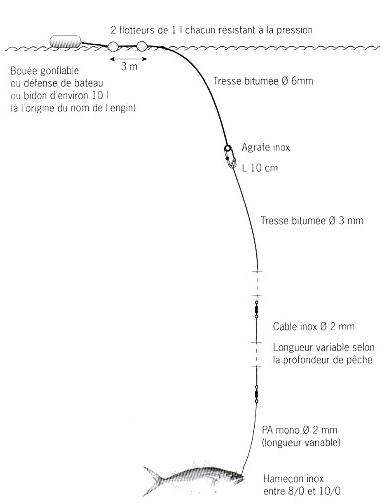 2 flotteurs de 1 l chacun résistant à la pression
3 m
Bouée gonflable
ou défense de bateau
ou bidon d'environ 10 l
(à l'origine du nom de l'engin)
Tresse bitumée Ø 6mm
Agrafe inox
L 10 cm
Tresse bitumée Ø 3 mm
Cable inox Ø 2 mm
Longueur variable selon
la profondeur de pêche
PA mono Ø 2 mm
(longueur variable)
Hameçon inox
entre 8/0 et 10/0